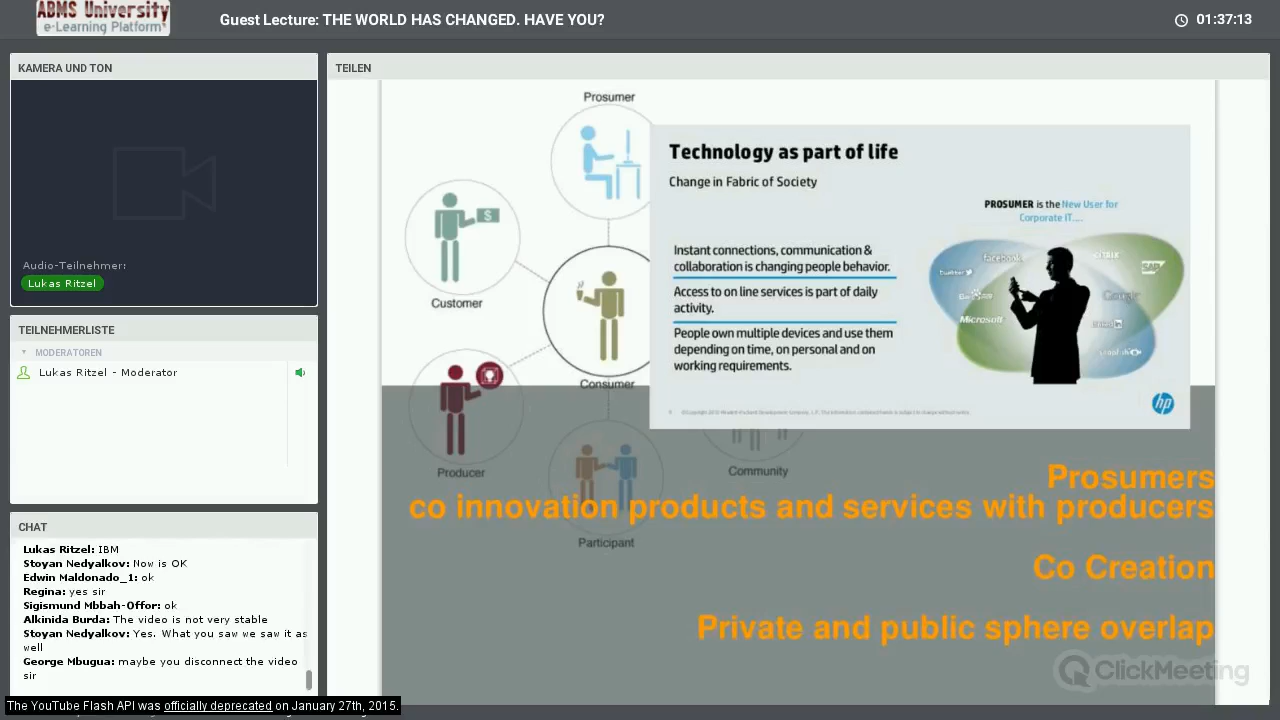 ABMS University
e-Learning Platform
Guest Lecture: THE WORLD HAS CHANGED. HAVE YOU?
01:37:13
KAMERA UND TON
Audio-Teilnehmer:
Lukas Ritzel
TEILNEHMERLISTE
MODERATOREN
Lukas Ritzel - Moderator
CHAT
Lukas Ritzel: IBM
Stoyan Nedyalkov: Now is OK
Edwin Maldonado_1: ok
Regina: yes sir
Sigismund Mbbah-Offor: ok
Alkinida Burda: The video is not very stable
Stoyan Nedyalkov: Yes. What you saw we saw it as
well
George Mbugua: maybe you disconnect the video
sir
The YouTube Flash API was officially deprecated on January 27th, 2015.
TEILEN
Prosumer
$
Customer
Consumer
Producer
Community
Participant
Technology as part of life
Change in Fabric of Society
PROSUMER is the New User for
Corporate IT....
Instant connections, communication &
collaboration is changing people behavior.
Access to on line services is part of daily
activity.
People own multiple devices and use them
depending on time, on personal and on
working requirements.
facebook
twitter
Microsoft
SAP
Google
hp
Prosumers
co innovation products and services with producers
Co Creation
Private and public sphere overlap
ClickMeeting